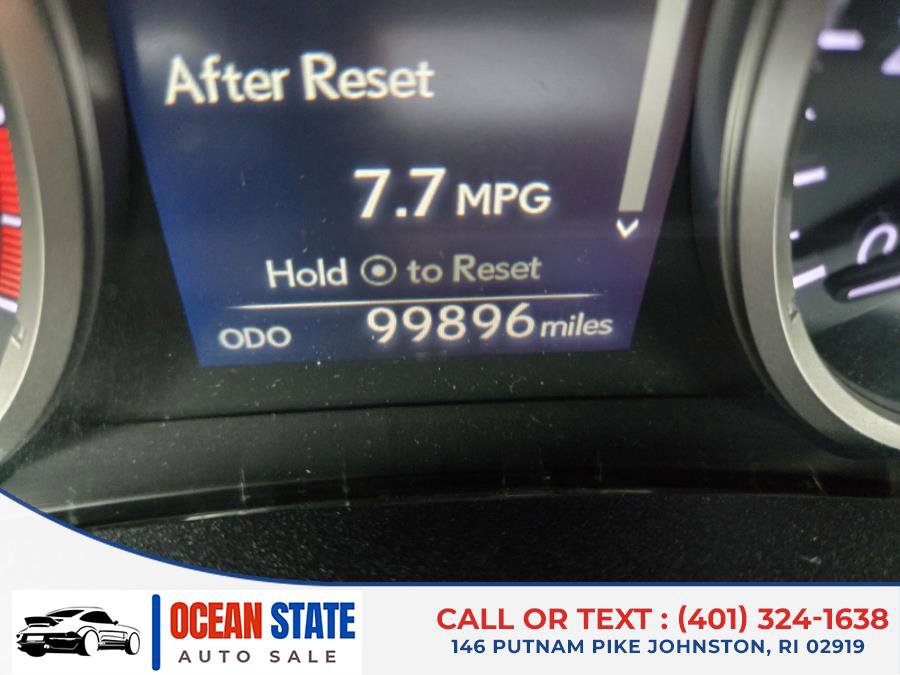 After Reset
7.7 MPG
Hold to Reset
ODO 99896 miles
OCEAN STATE
AUTO SALE
CALL OR TEXT : (401) 324-1638
146 PUTNAM PIKE JOHNSTON, RI 02919